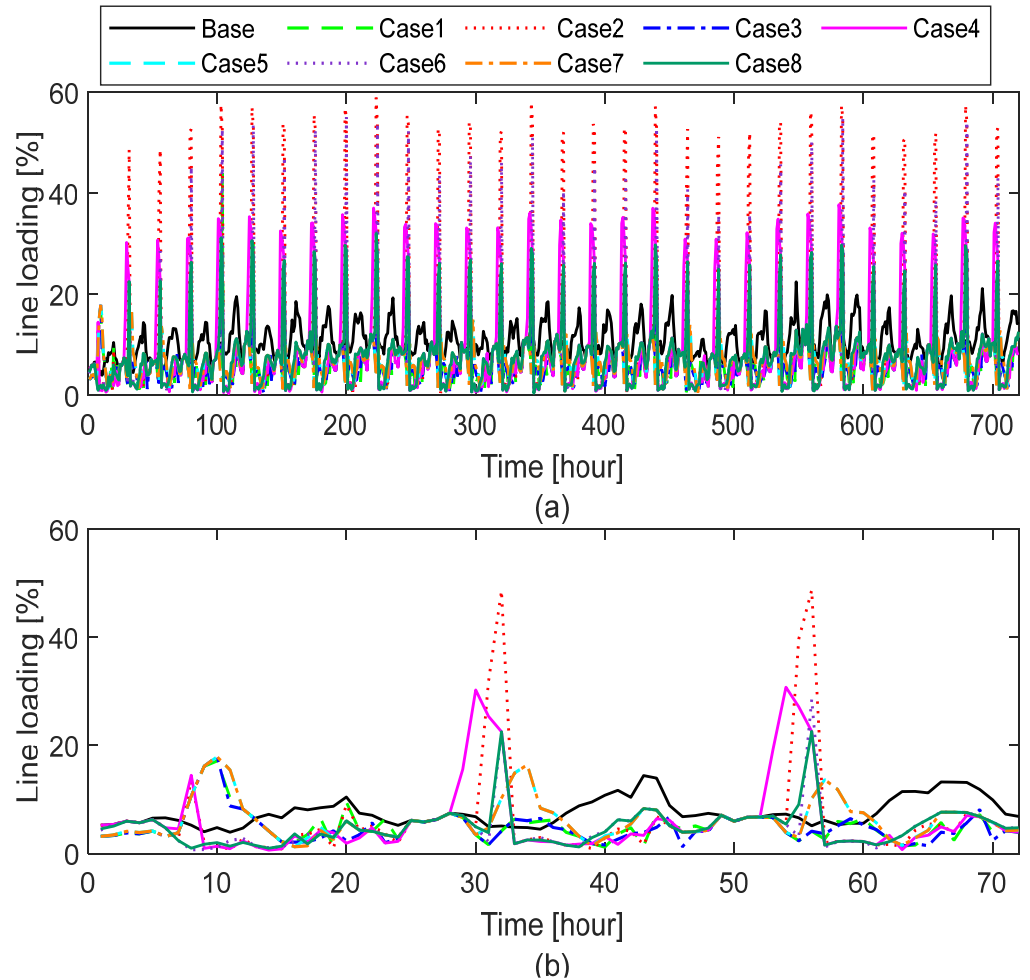 Base Case1 Case2 Case3 Case4
Case5 Case6 Case7 Case8
60
40
20
0
Line loading [%]
0 100 200 300 400 500 600 700
Time [hour]
(a)
60
40
20
0
Line loading [%]
0 10 20 30 40 50 60 70
Time [hour]
(b)